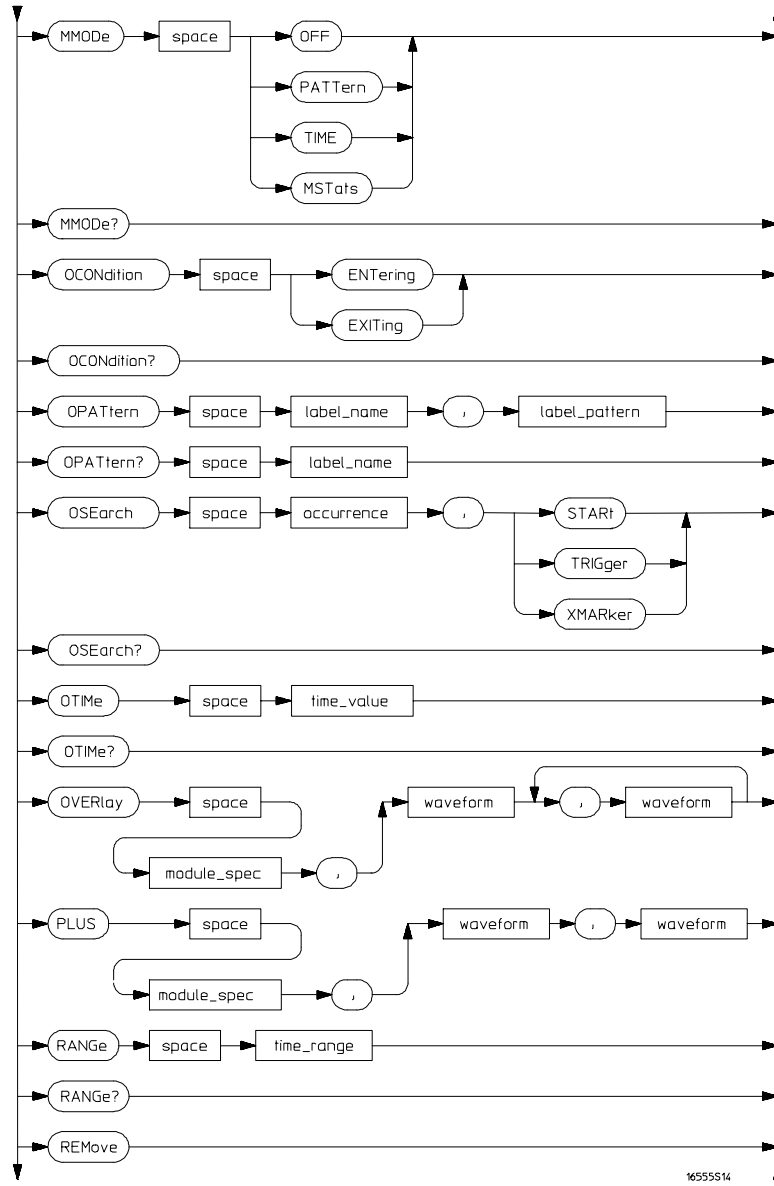 MMODe space OFF
PATTern
TIME
MSTats
MMODe?
OCONdition space ENTering
EXITing
OCONdition?
OPATtern space label_name , label_pattern
OPATtern? space label_name
OSEarch space occurrence , STARt
TRIGger
XMARker
OSEarch?
OTIMe space time_value
OTIMe?
OVERlay space waveform , waveform
module_spec ,
PLUS space waveform , waveform
module_spec ,
RANGe space time_range
RANGe?
REMove
16555S14